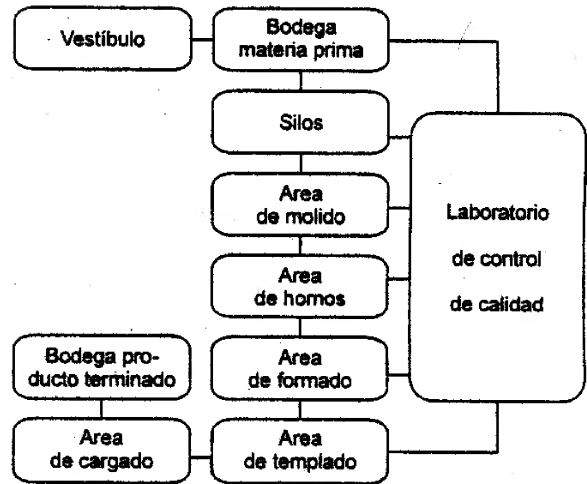 Vestíbulo
Bodega
materia prima
Silos
Area
de molido
Laboratorio
de control
de calidad
Area
de hornos
Bodega pro-
ducto terminado
Area
de formado
Area
de cargado
Area
de templado